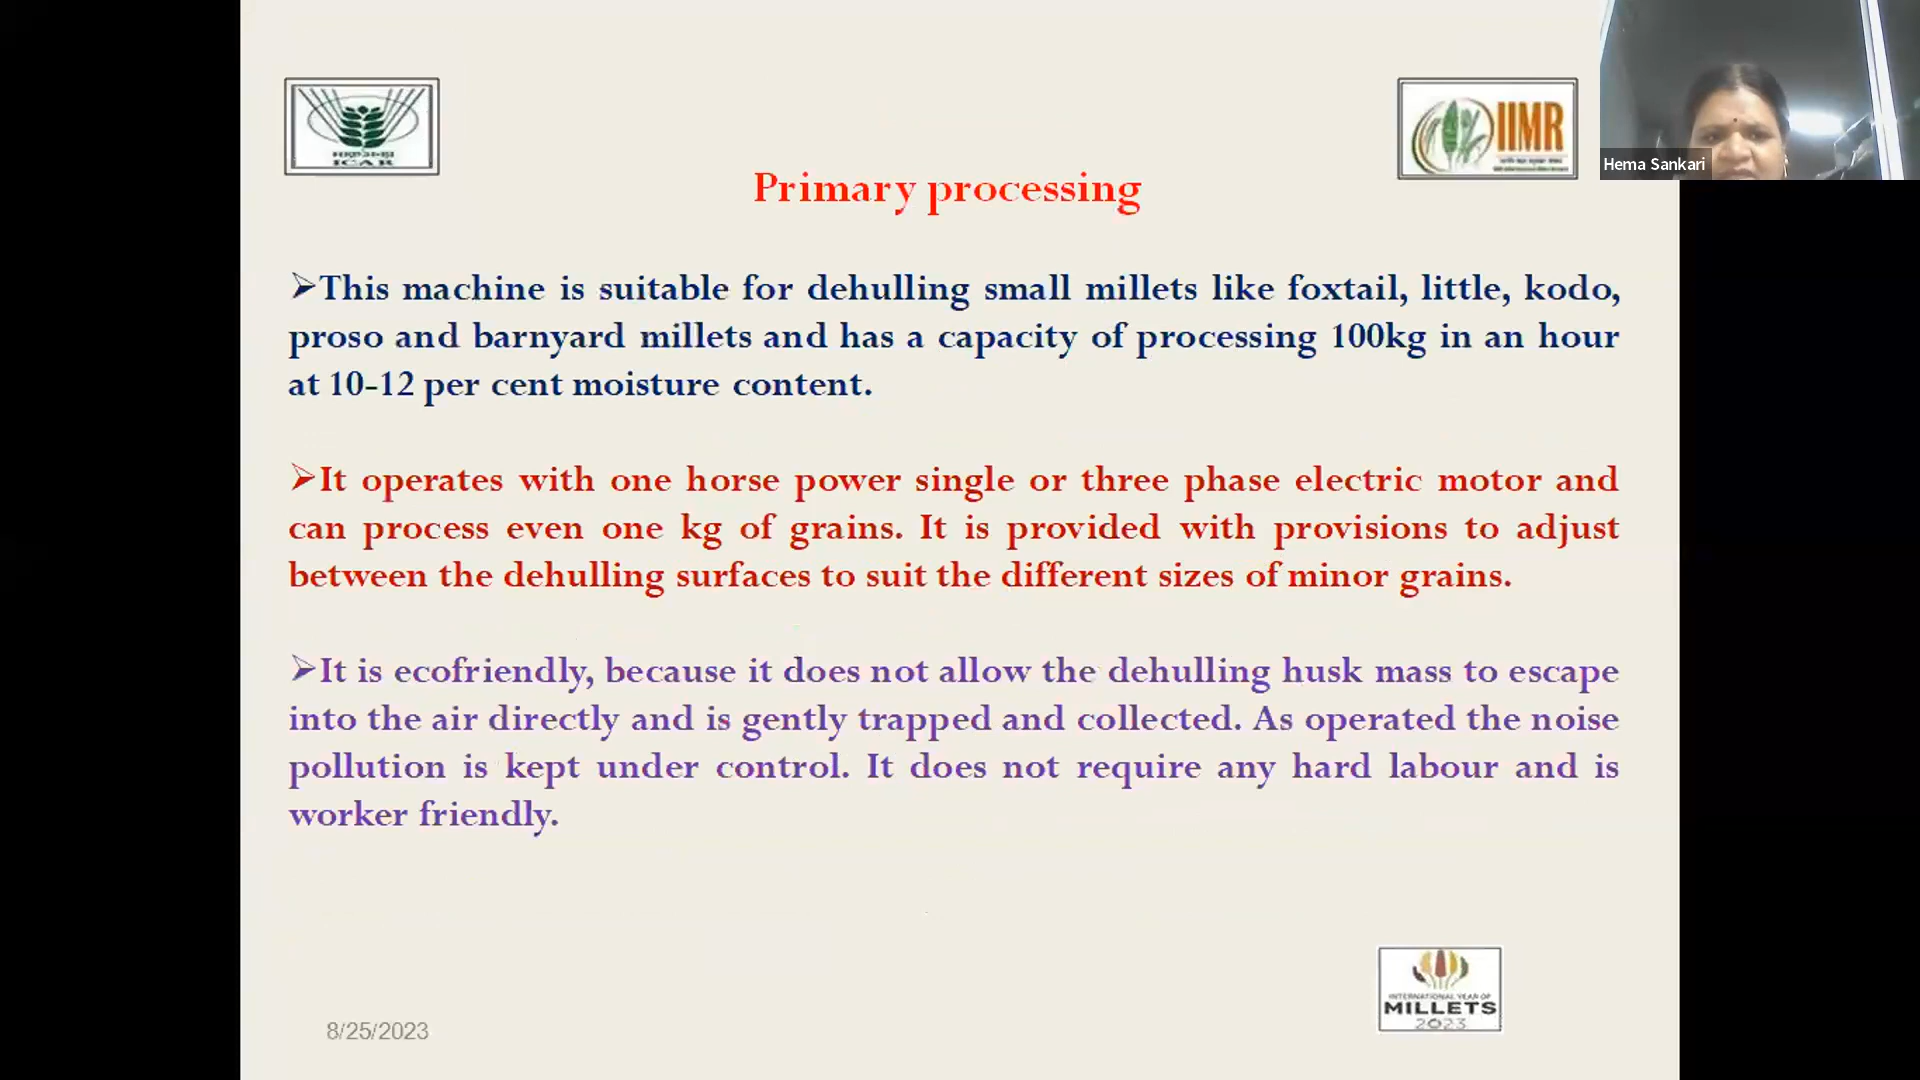 ICAR
IIMR
Hema Sankari
Primary processing
➢This machine is suitable for dehulling small millets like foxtail, little, kodo,
proso and barnyard millets and has a capacity of processing 100kg in an hour
at 10-12 per cent moisture content.
➢It operates with one horse power single or three phase electric motor and
can process even one kg of grains. It is provided with provisions to adjust
between the dehulling surfaces to suit the different sizes of minor grains.
➢It is ecofriendly, because it does not allow the dehulling husk mass to escape
into the air directly and is gently trapped and collected. As operated the noise
pollution is kept under control. It does not require any hard labour and is
worker friendly.
INTERNATIONAL YEAR OF
MILLETS
2023
8/25/2023